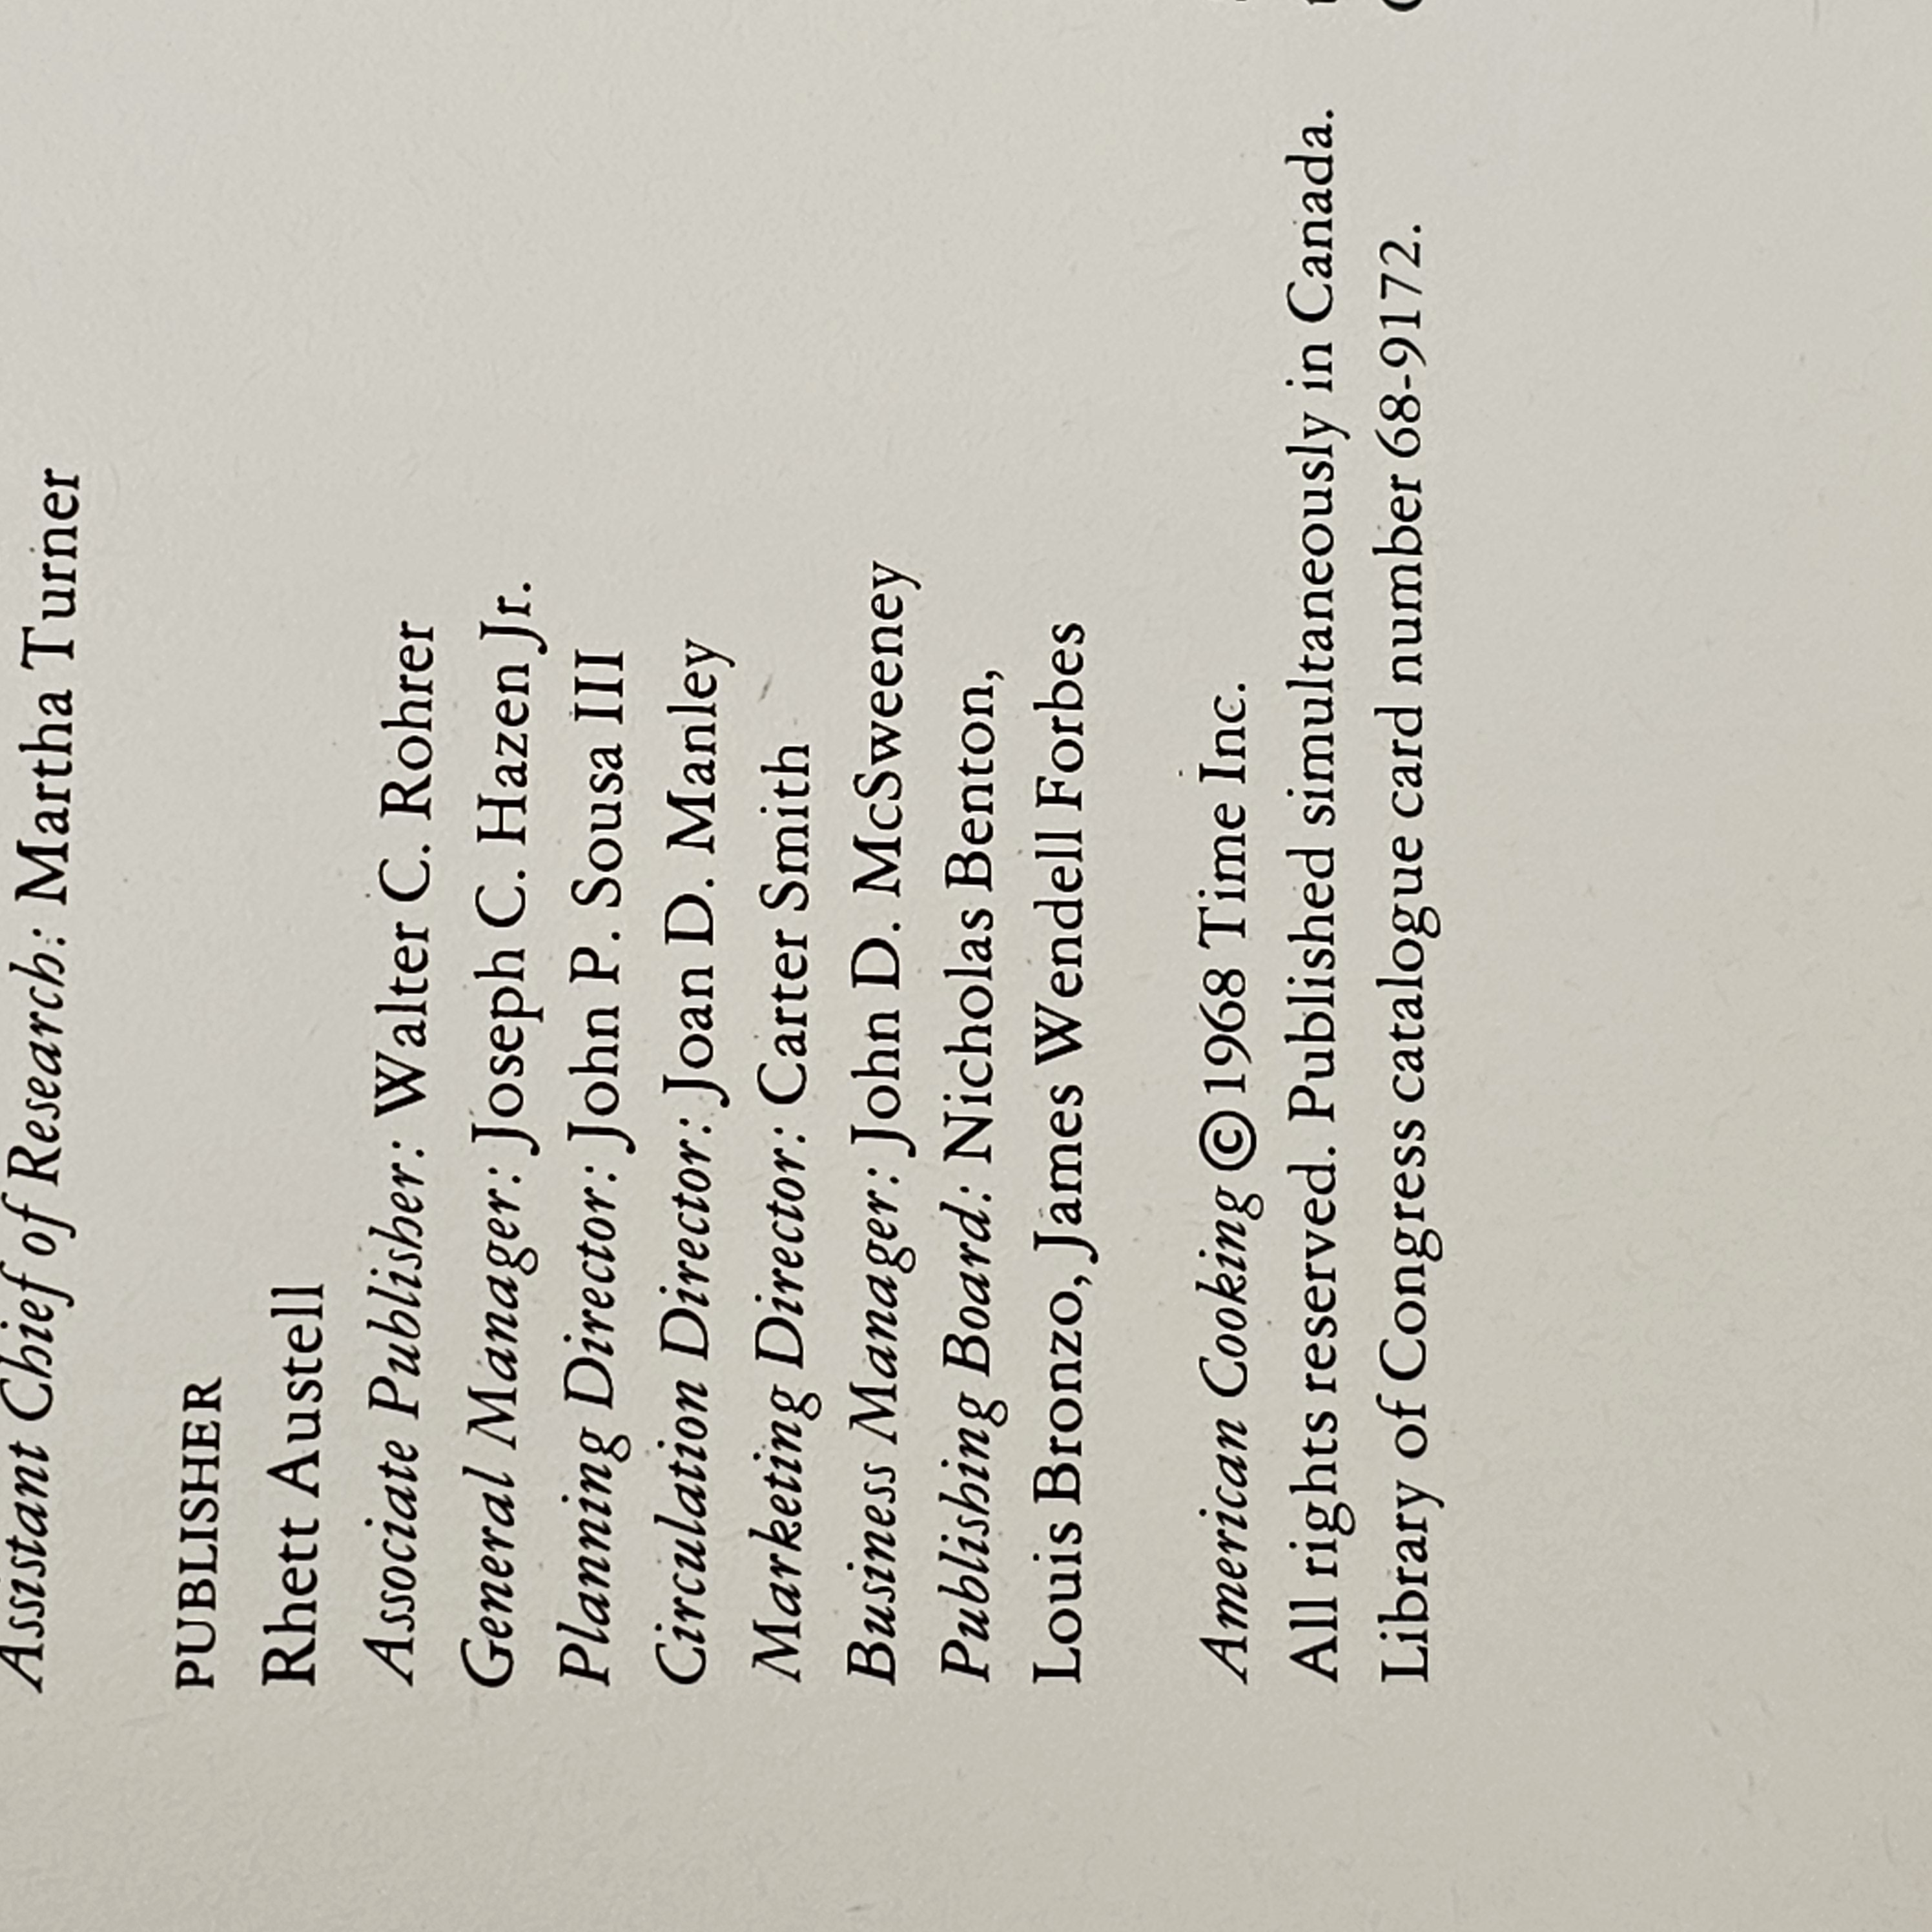 Assistant Chief of Research: Martha Turner
PUBLISHER
Rhett Austell
Associate Publisher: Walter C. Rohrer
General Manager: Joseph C. Hazen Jr.
Planning Director: John P. Sousa III
Circulation Director: Joan D. Manley
Marketing Director: Carter Smith
Business Manager: John D. McSweeney
Publishing Board: Nicholas Benton,
Louis Bronzo, James Wendell Forbes
American Cooking © 1968 Time Inc.
All rights reserved. Published simultaneously in Canada.
Library of Congress catalogue card number 68-9172.